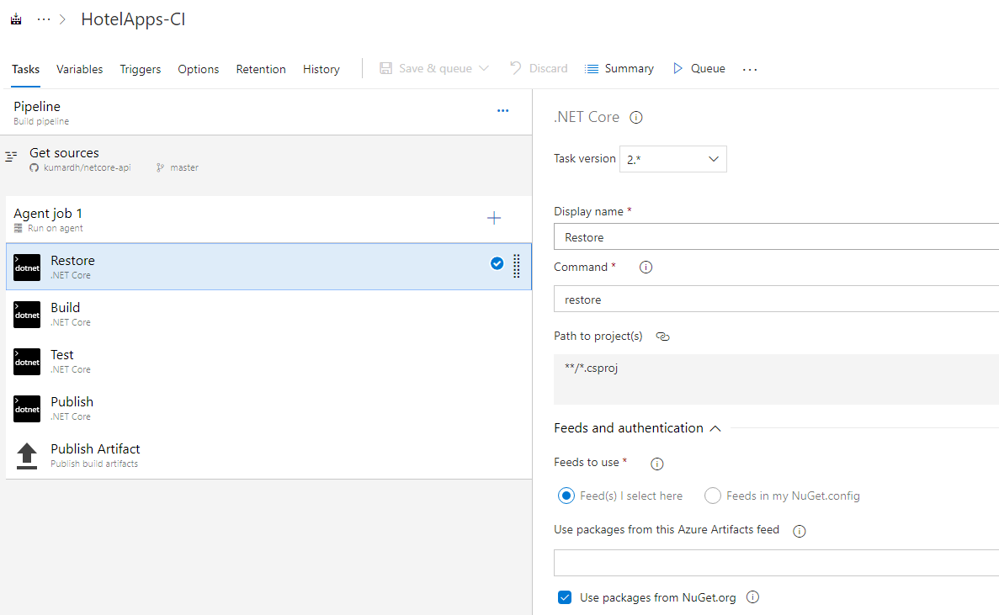 ··· > HotelApps-CI
Tasks Variables Triggers Options Retention History Save & queue Discard Summary Queue ...
Pipeline ···
Build pipeline
Get sources
kumardh/netcore-api master
Agent job 1
Run on agent
>
dotnet
Restore
.NET Core
>
dotnet
Build
.NET Core
>
dotnet
Test
.NET Core
>
dotnet
Publish
.NET Core
Publish Artifact
Publish build artifacts
.NET Core
Task version 2.*
Display name *
Restore
Command *
restore
Path to project(s)
**/*.csproj
Feeds and authentication
Feeds to use *
Feed(s) I select here Feeds in my NuGet.config
Use packages from this Azure Artifacts feed
Use packages from NuGet.org